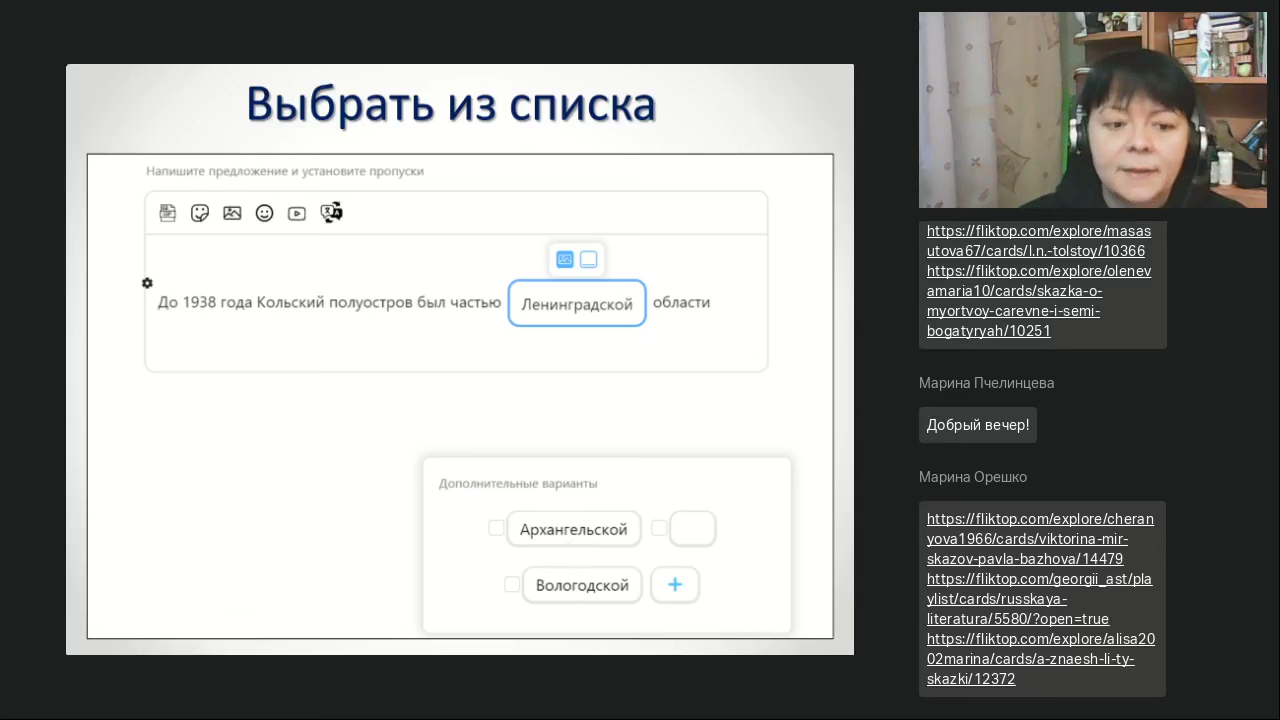 Выбрать из списка
Напишите предложение и установите пропуски
До 1938 года Кольский полуостров был частью Ленинградской области
Дополнительные варианты
Архангельской
Вологодской
https://fliktop.com/explore/masas
utova67/cards/l.n.-tolstoy/10366
https://fliktop.com/explore/olenev
amaria10/cards/skazka-o-
myortvoy-carevne-i-semi-
bogatyryah/10251
Марина Пчелинцева
Добрый вечер!
Марина Орешко
https://fliktop.com/explore/cheran
yova1966/cards/viktorina-mir-
skazov-pavla-bazhova/14479
https://fliktop.com/georgii_ast/pla
ylist/cards/russkaya-
literatura/5580/?open=true
https://fliktop.com/explore/alisa20
02marina/cards/a-znaesh-li-ty-
skazki/12372